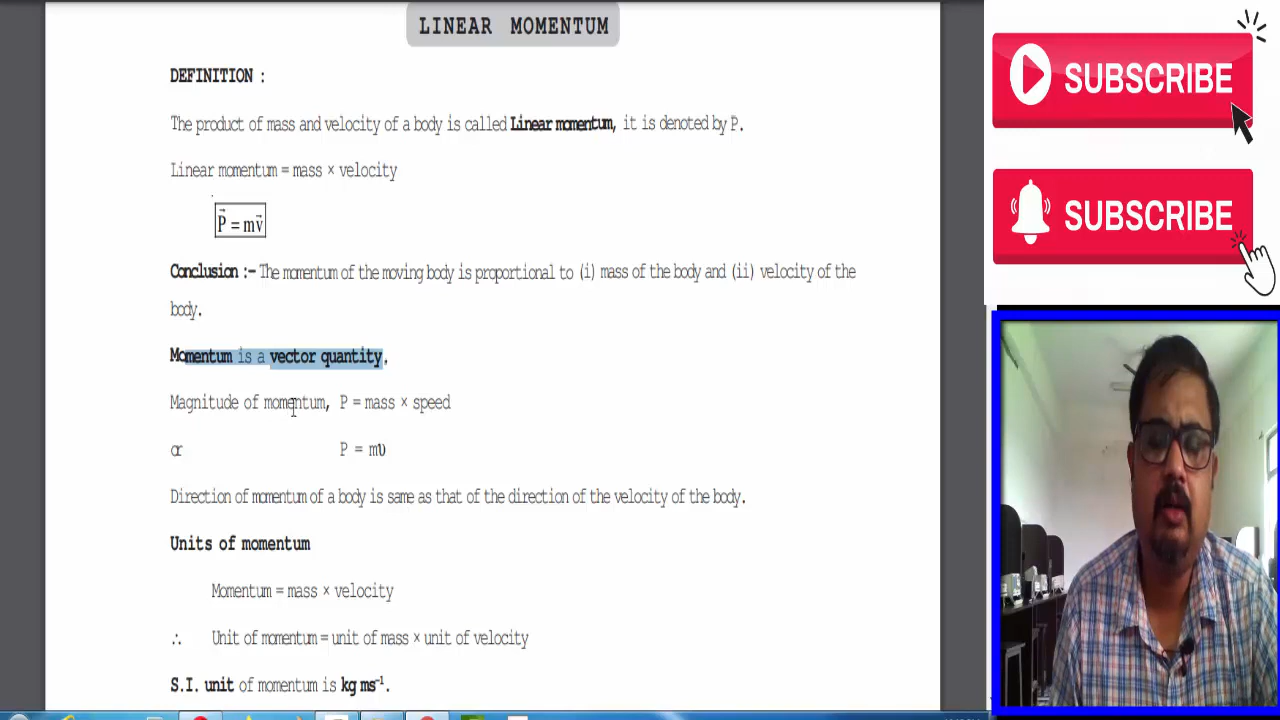 LINEAR MOMENTUM
DEFINITION :
The product of mass and velocity of a body is called Linear momentum, it is denoted by P.
Linear momentum = mass × velocity
P⃗ = mv⃗
Conclusion :- The momentum of the moving body is proportional to (i) mass of the body and (ii) velocity of the
body.
Momentum is a vector quantity.
Magnitude of momentum, P = mass × speed
or P = mυ
Direction of momentum of a body is same as that of the direction of the velocity of the body.
Units of momentum
Momentum = mass × velocity
∴ Unit of momentum = unit of mass × unit of velocity
S.I. unit of momentum is kg ms⁻¹.
SUBSCRIBE
SUBSCRIBE